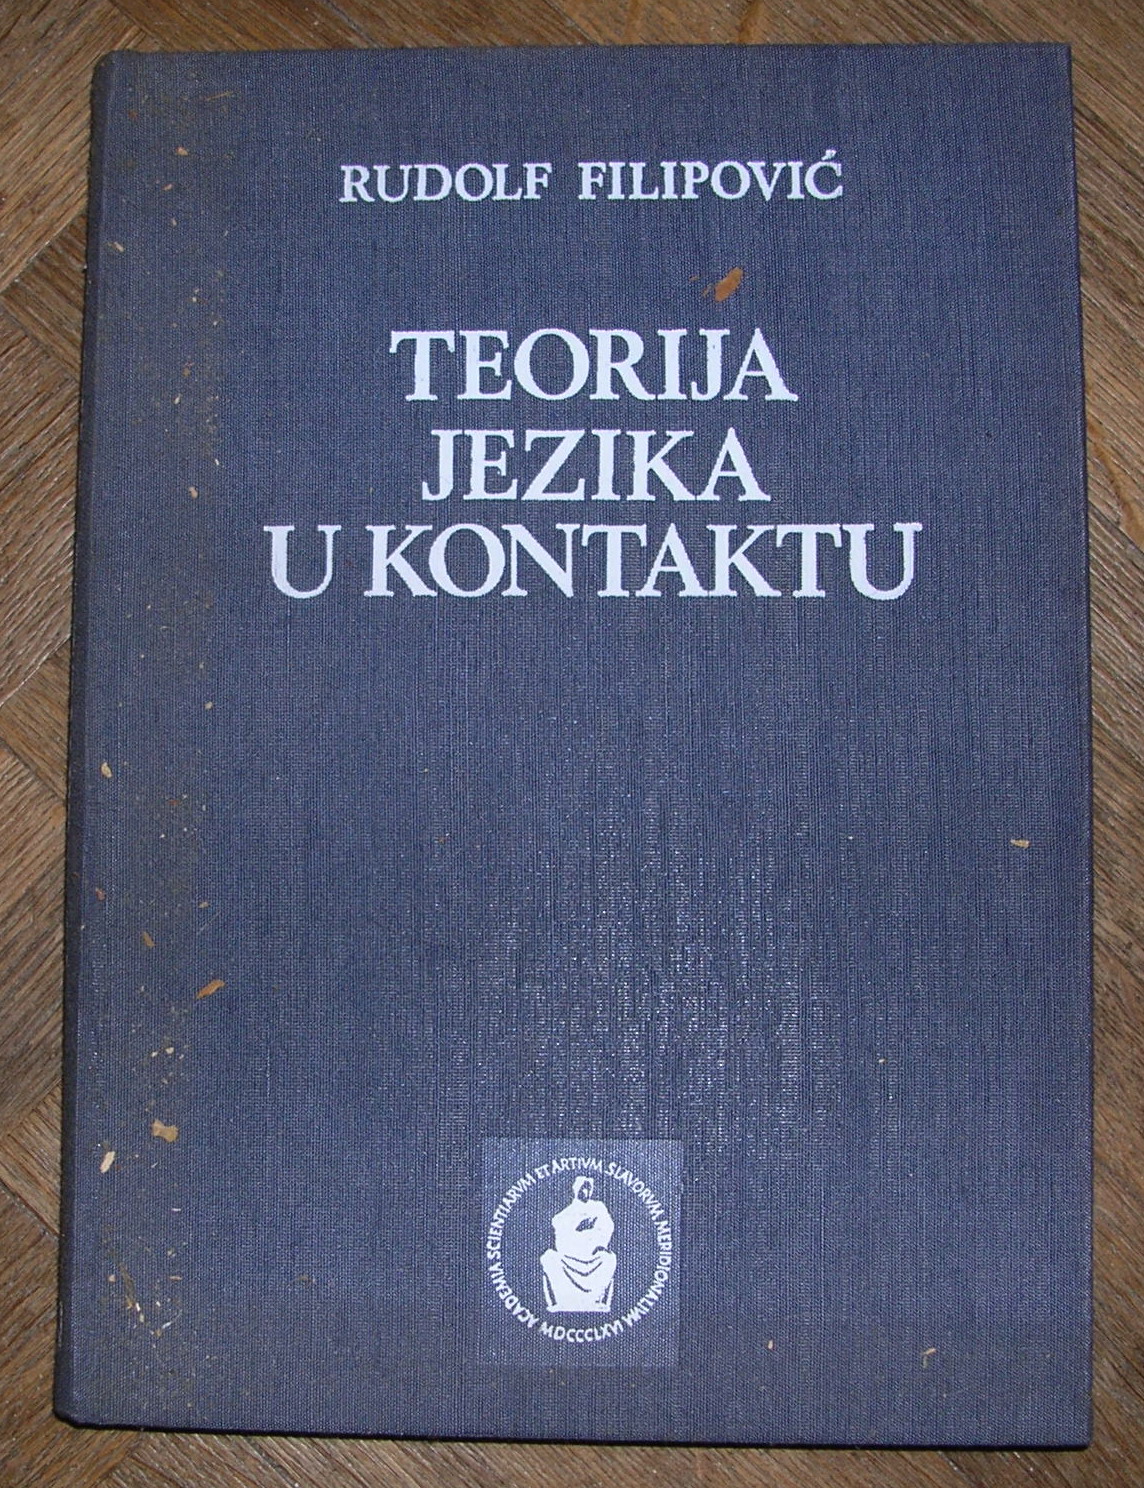 RUDOLF FILIPOVIĆ
TEORIJA
JEZIKA
U KONTAKTU
ACADEMIA SCIENTIARVM ET ARTIVM SLAVORVM MERIDIONALIVM
MDCCCLXVI